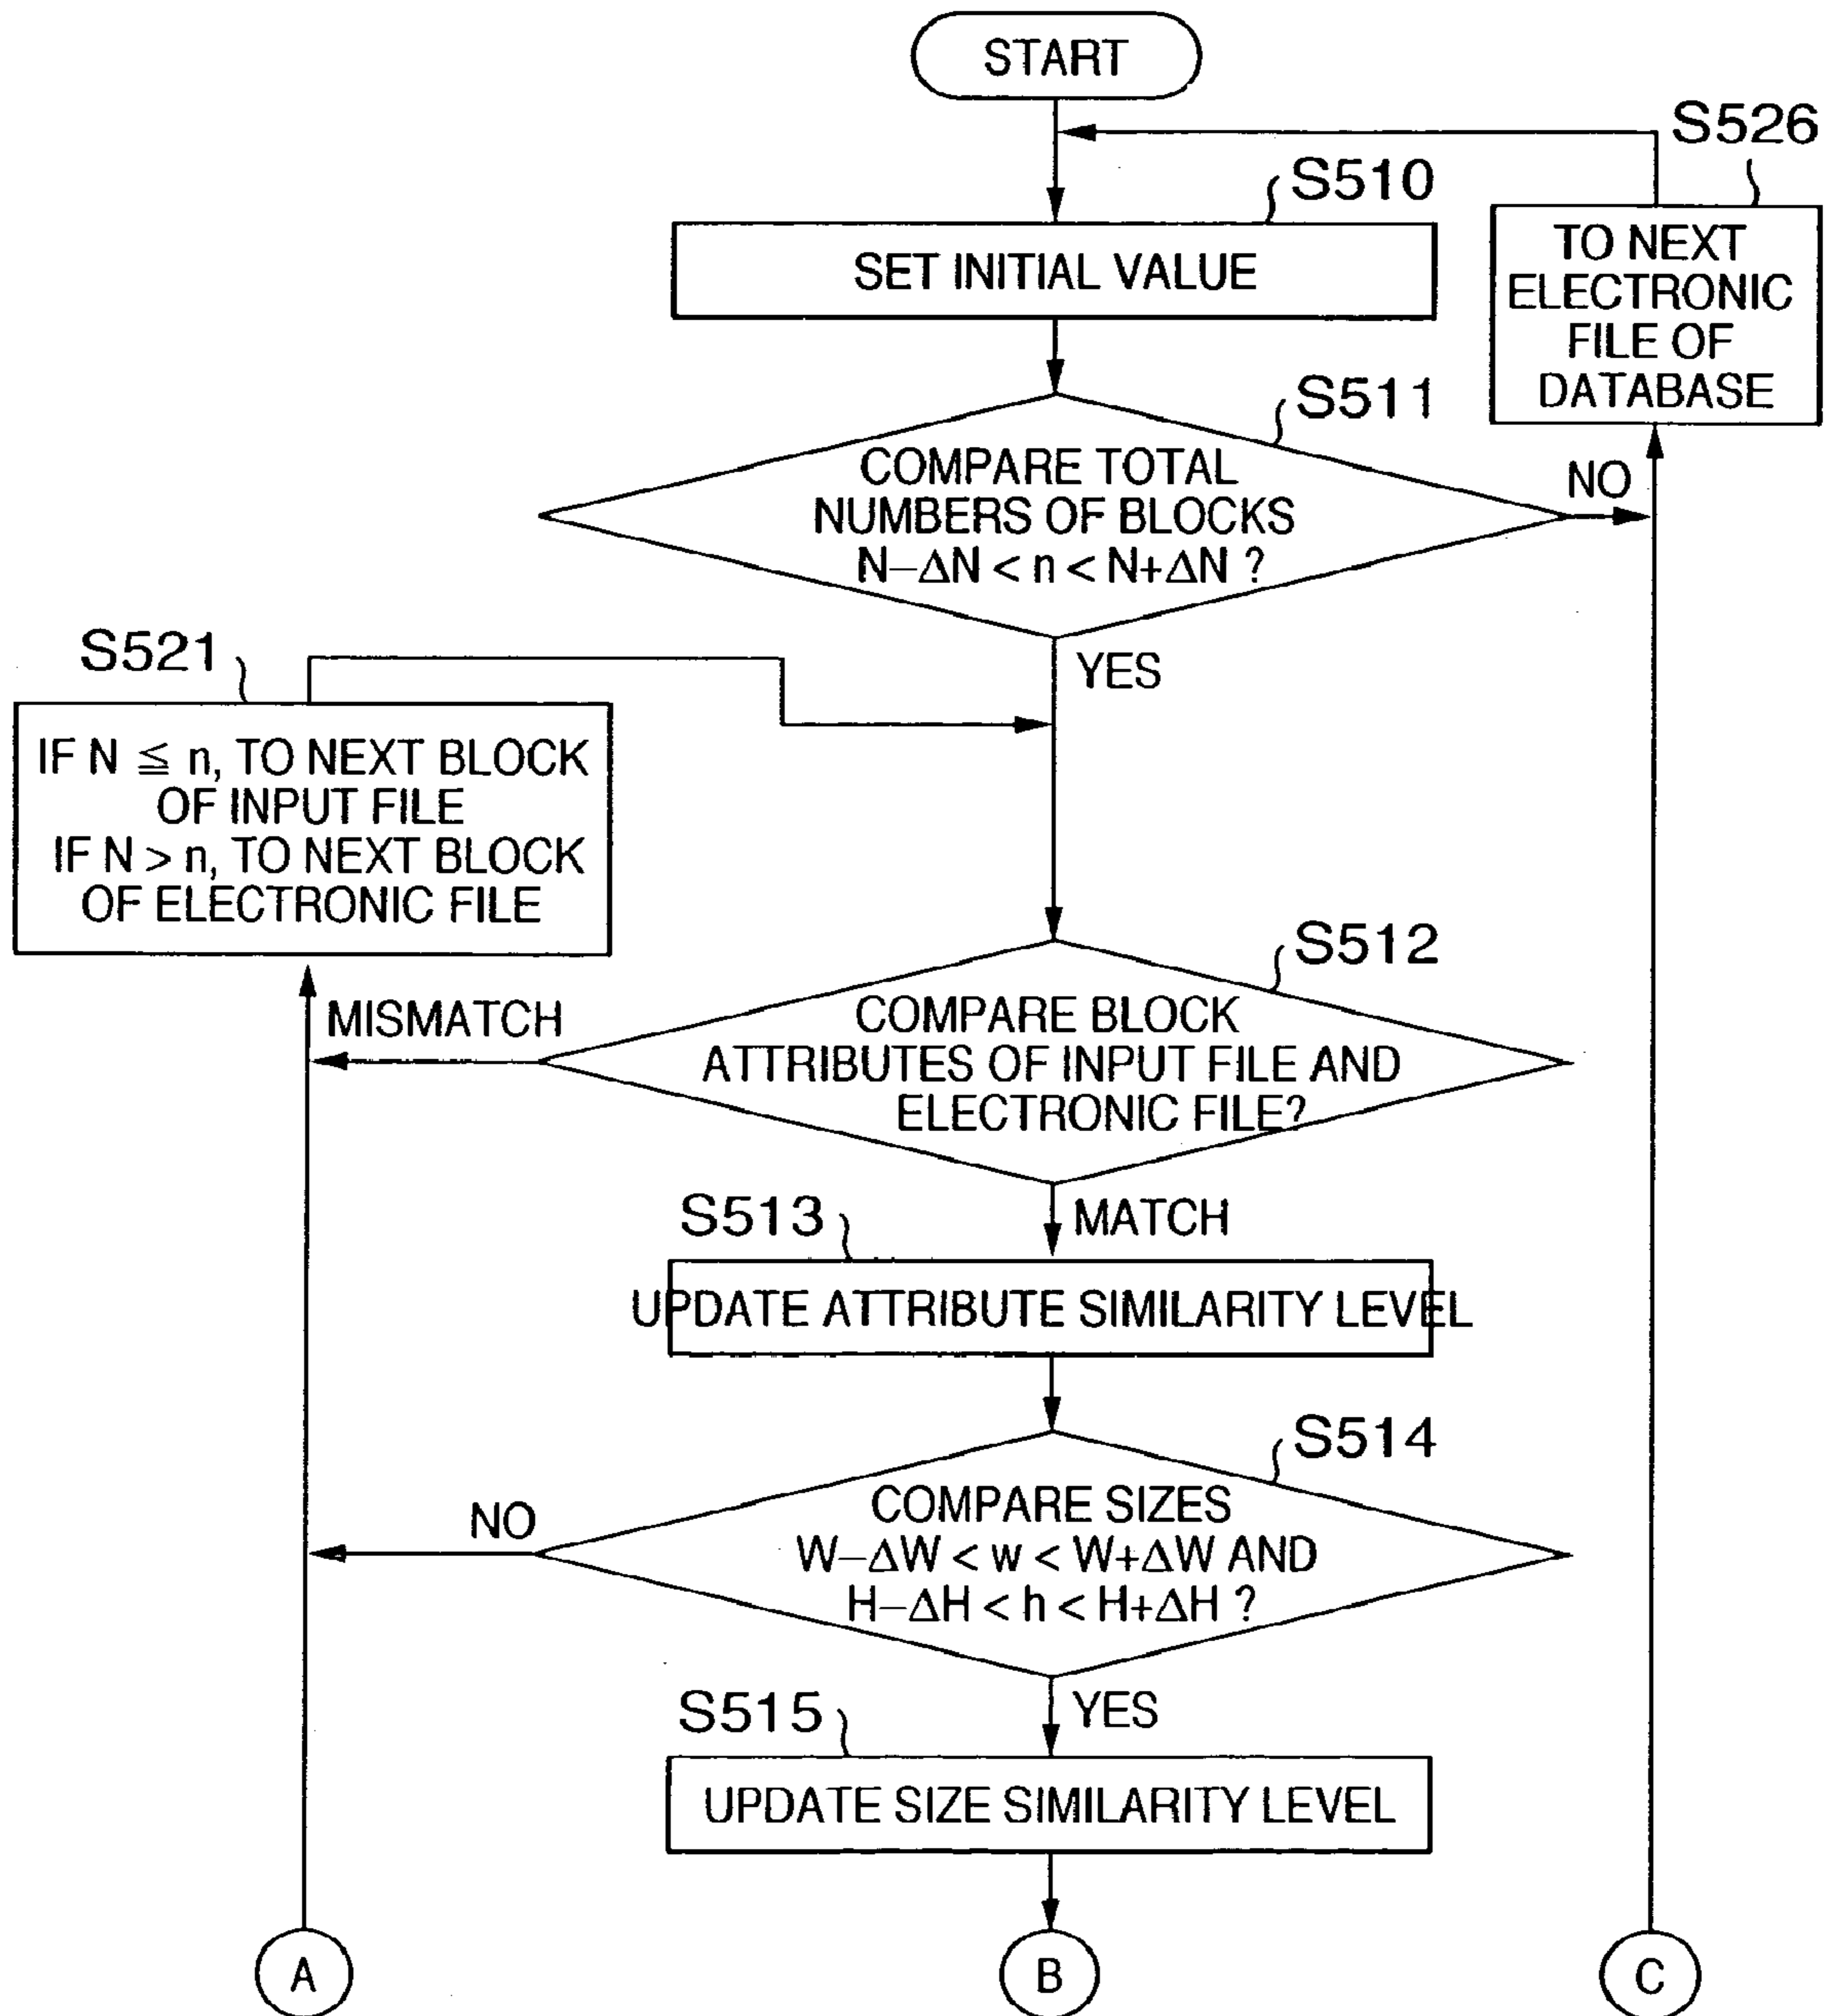 START
S526
S510
SET INITIAL VALUE
TO NEXT
ELECTRONIC
FILE OF
DATABASE
S511
COMPARE TOTAL
NUMBERS OF BLOCKS
N−ΔN < n < N+ΔN ?
NO
YES
S521
IF N ≦ n, TO NEXT BLOCK
OF INPUT FILE
IF N > n, TO NEXT BLOCK
OF ELECTRONIC FILE
S512
COMPARE BLOCK
ATTRIBUTES OF INPUT FILE AND
ELECTRONIC FILE?
MISMATCH
MATCH
S513
UPDATE ATTRIBUTE SIMILARITY LEVEL
S514
COMPARE SIZES
W−ΔW < w < W+ΔW AND
H−ΔH < h < H+ΔH ?
NO
YES
S515
UPDATE SIZE SIMILARITY LEVEL
A
B
C